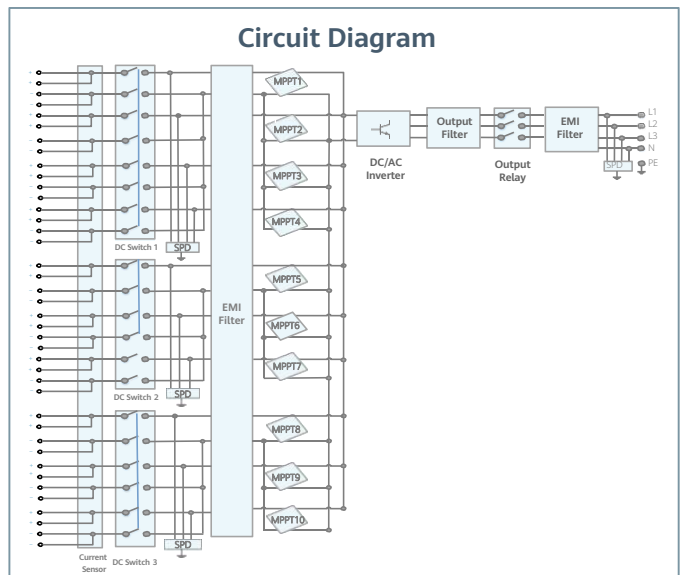 Circuit Diagram
MPPT1
MPPT2
MPPT3
MPPT4
DC Switch 1
SPD
MPPT5
MPPT6
MPPT7
EMI
Filter
DC Switch 2
SPD
MPPT8
MPPT9
MPPT10
SPD
Current
Sensor
DC Switch 3
DC/AC
Inverter
Output
Filter
Output
Relay
EMI
Filter
L1
L2
L3
N
SPD
PE